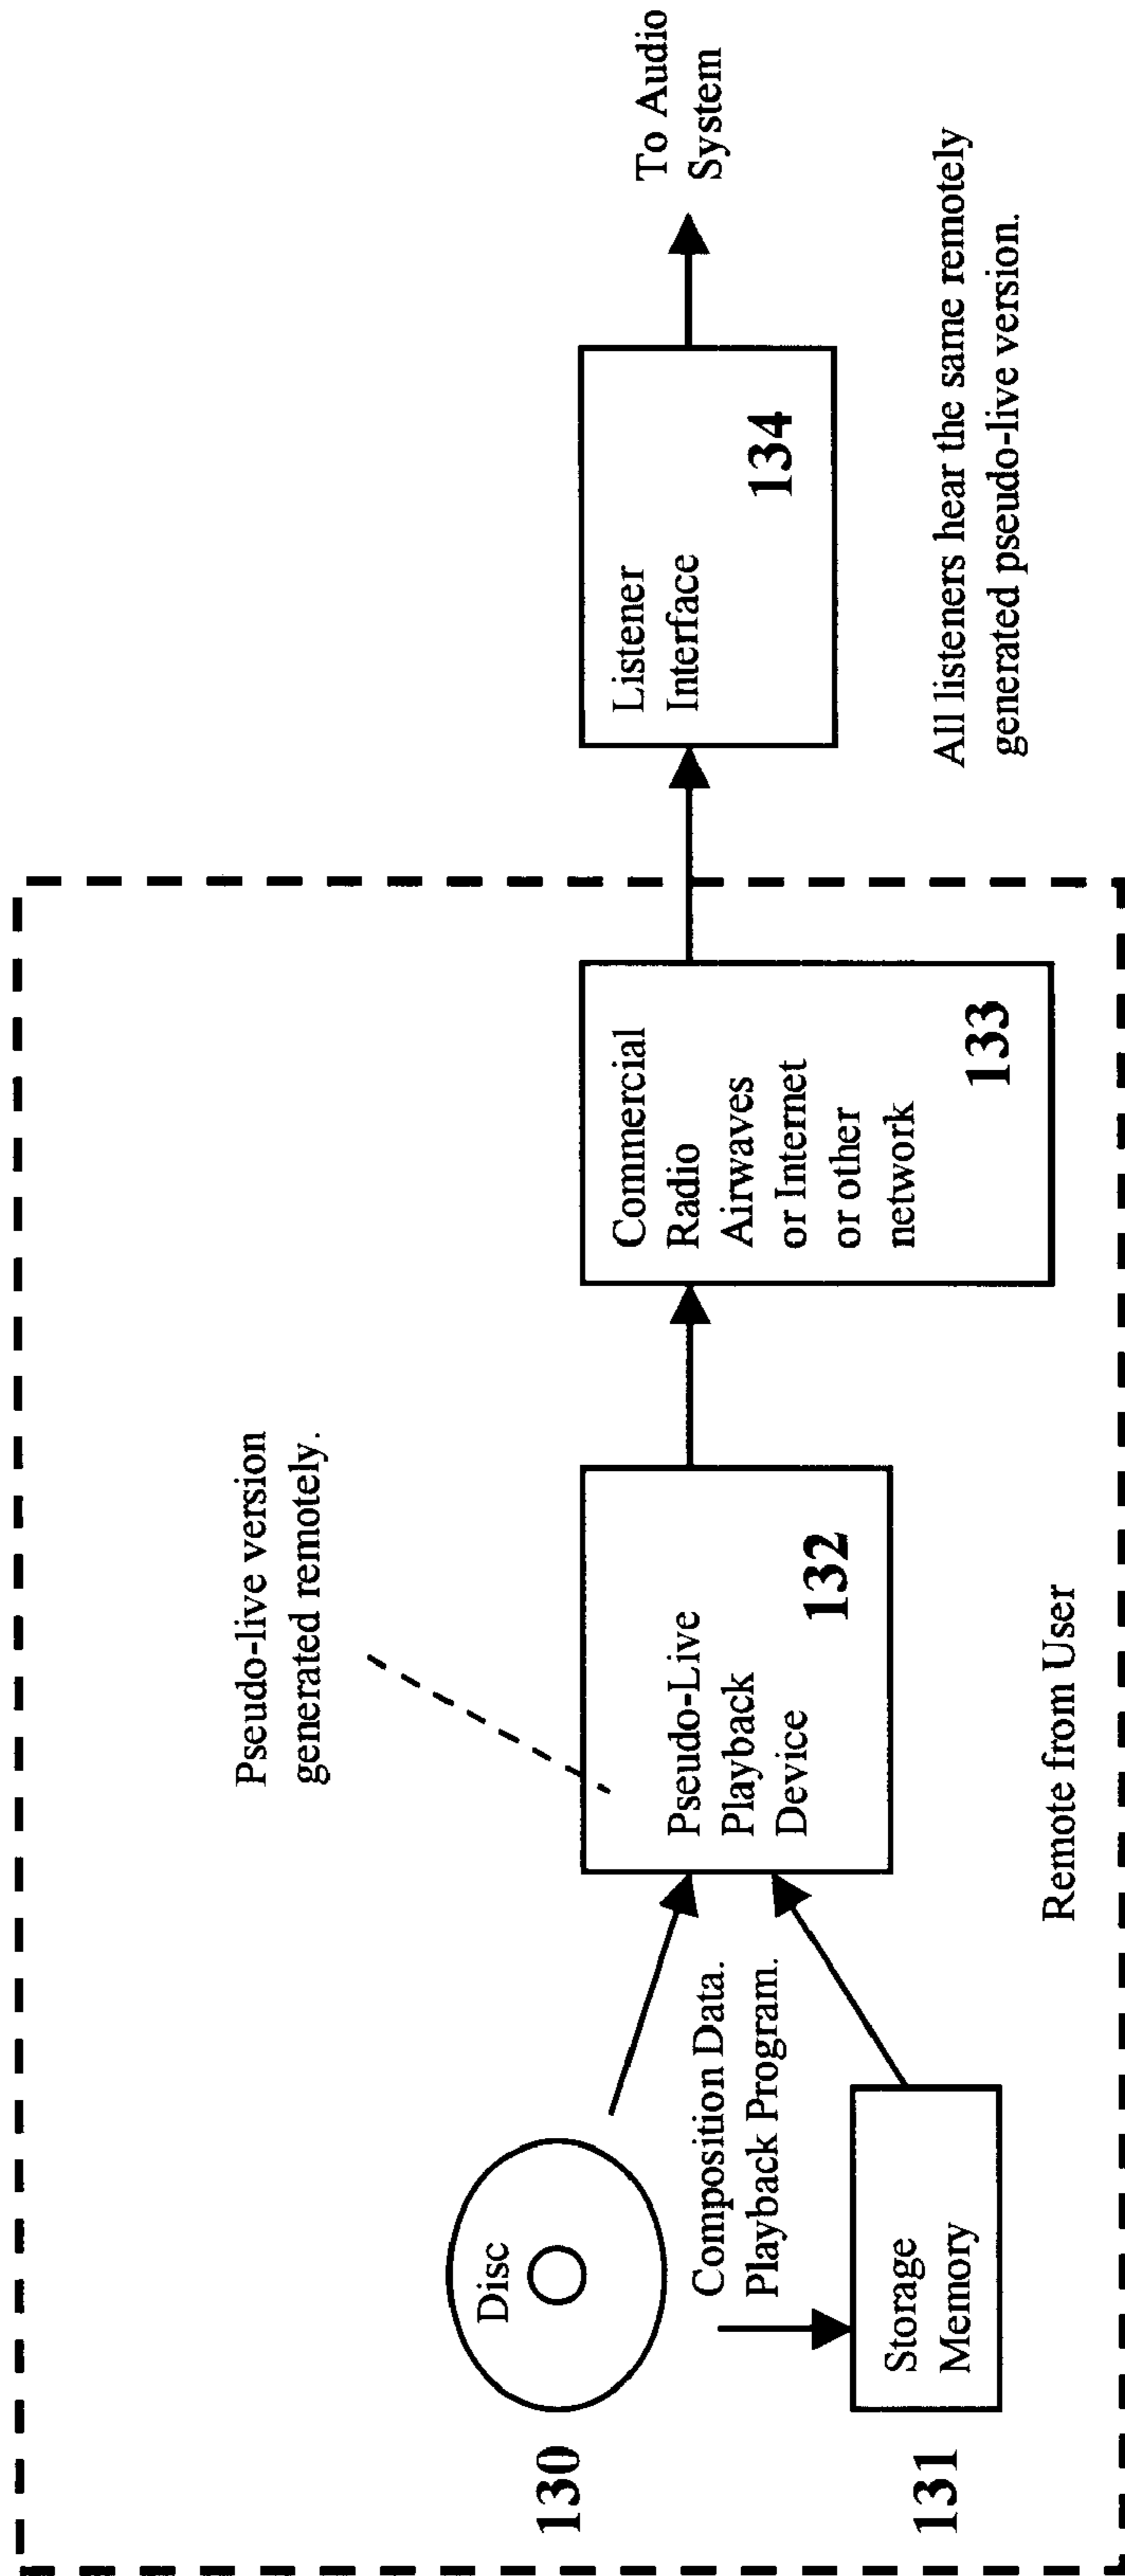 Pseudo-live version
generated remotely.
Disc
130
Composition Data.
Playback Program.
Storage
Memory
131
Pseudo-Live
Playback
Device
132
Commercial
Radio
Airwaves
or Internet
or other
network
133
Remote from User
Listener
Interface
134
To Audio
System
All listeners hear the same remotely
generated pseudo-live version.